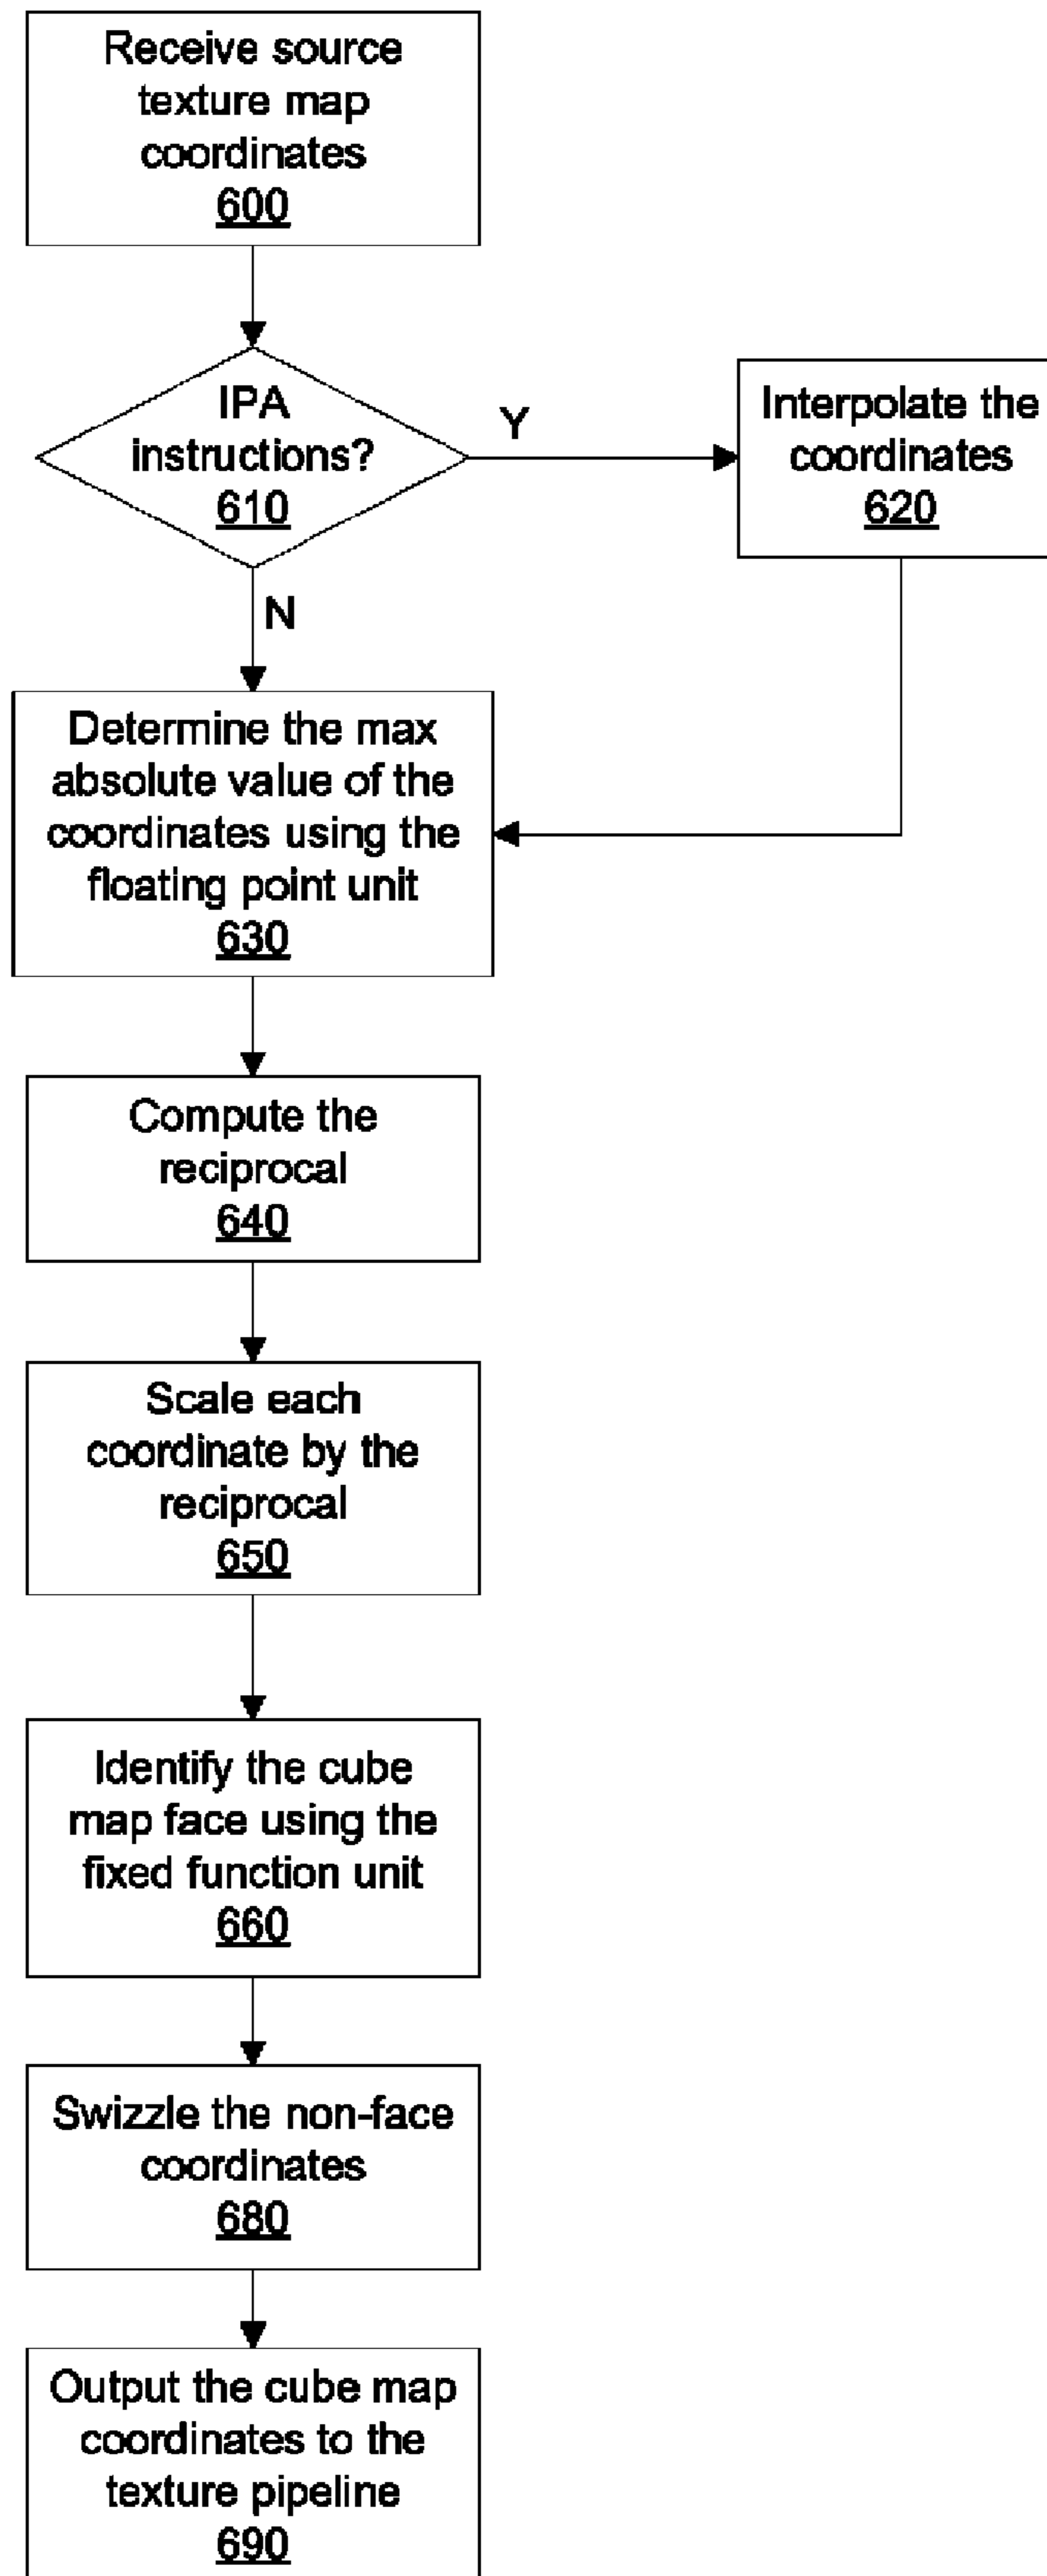 Receive source
texture map
coordinates
600
IPA
instructions?
610
Y
Interpolate the
coordinates
620
N
Determine the max
absolute value of the
coordinates using the
floating point unit
630
Compute the
reciprocal
640
Scale each
coordinate by the
reciprocal
650
Identify the cube
map face using the
fixed function unit
660
Swizzle the non-face
coordinates
680
Output the cube map
coordinates to the
texture pipeline
690